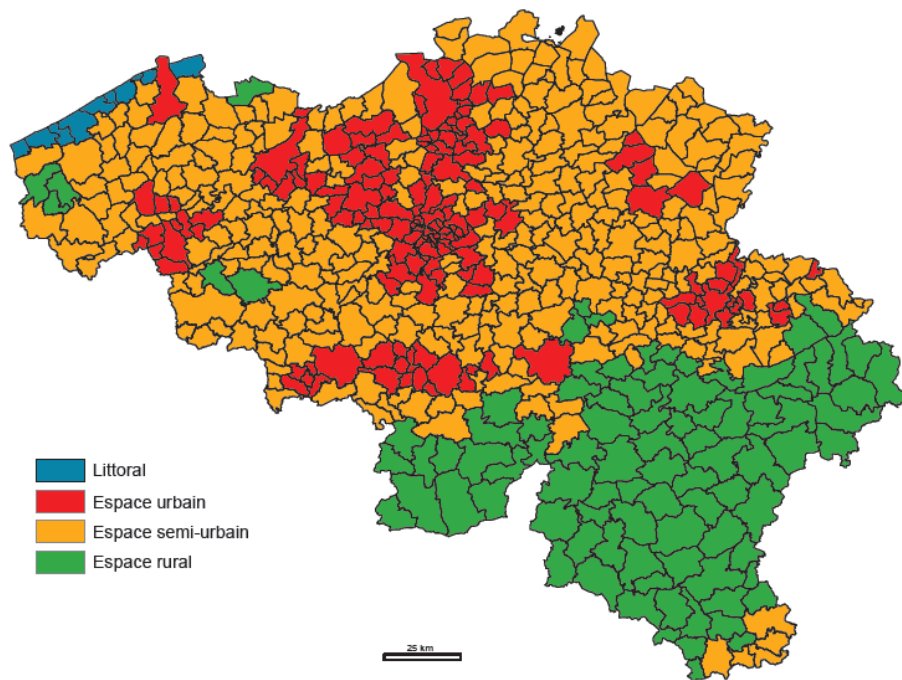 Littoral
Espace urbain
Espace semi-urbain
Espace rural
25 km